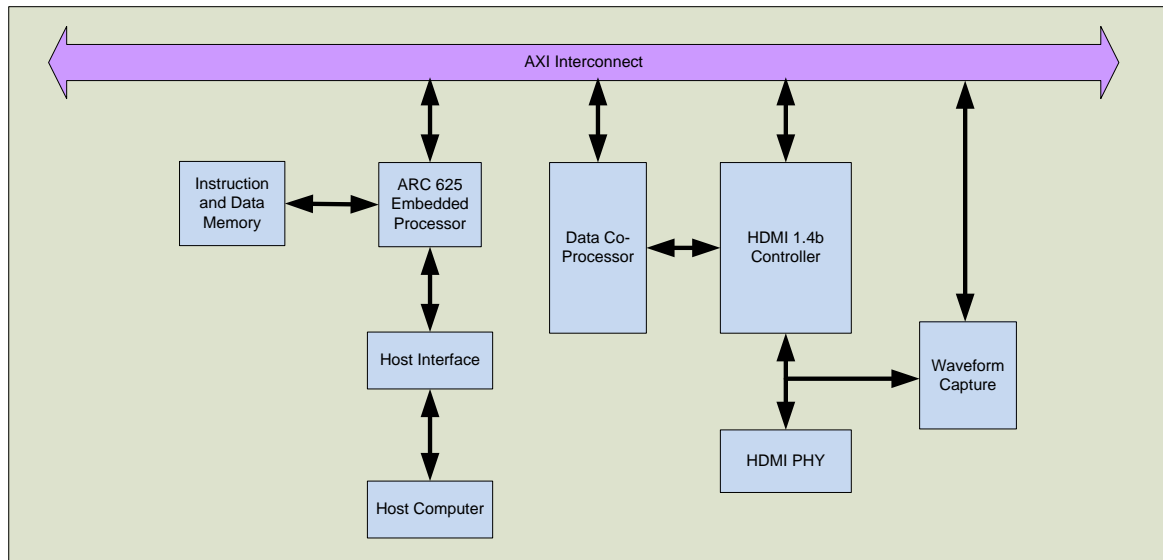 AXI Interconnect
Instruction
and Data
Memory
ARC 625
Embedded
Processor
Data Co-
Processor
HDMI 1.4b
Controller
Host Interface
Waveform
Capture
HDMI PHY
Host Computer